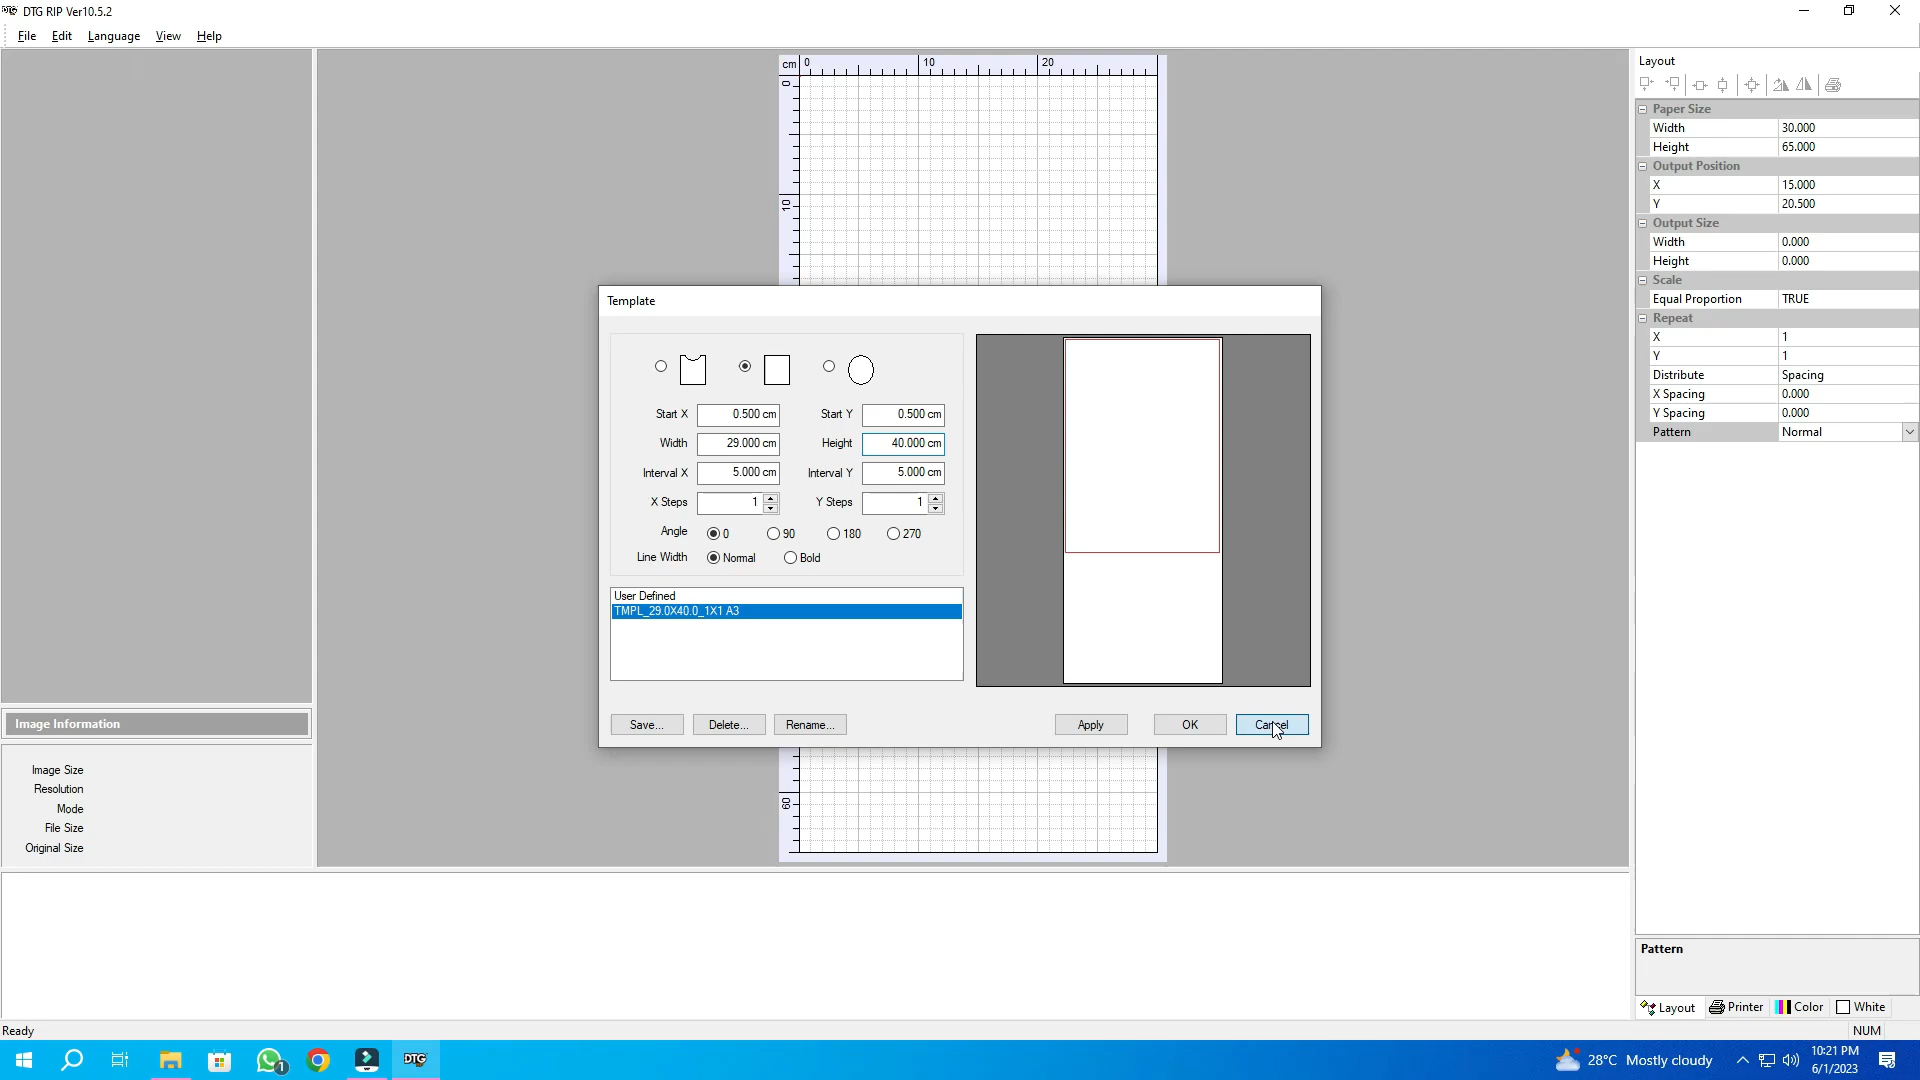 DTG RIP Ver10.5.2
File Edit Language View Help
cm 0 10 20
0
10
60
Layout
Paper Size
Width 30.000
Height 65.000
Output Position
X 15.000
Y 20.500
Output Size
Width 0.000
Height 0.000
Scale
Equal Proportion TRUE
Repeat
X 1
Y 1
Distribute Spacing
X Spacing 0.000
Y Spacing 0.000
Pattern Normal
Template
Start X 0.500 cm Start Y 0.500 cm
Width 29.000 cm Height 40.000 cm
Interval X 5.000 cm Interval Y 5.000 cm
X Steps 1 Y Steps 1
Angle 0 90 180 270
Line Width Normal Bold
User Defined
TMPL_29.0X40.0_1X1 A3
Save... Delete... Rename... Apply OK Cancel
Image Information
Image Size
Resolution
Mode
File Size
Original Size
Pattern
Layout Printer Color White
Ready NUM
1 DTG 28°C Mostly cloudy 10:21 PM
6/1/2023